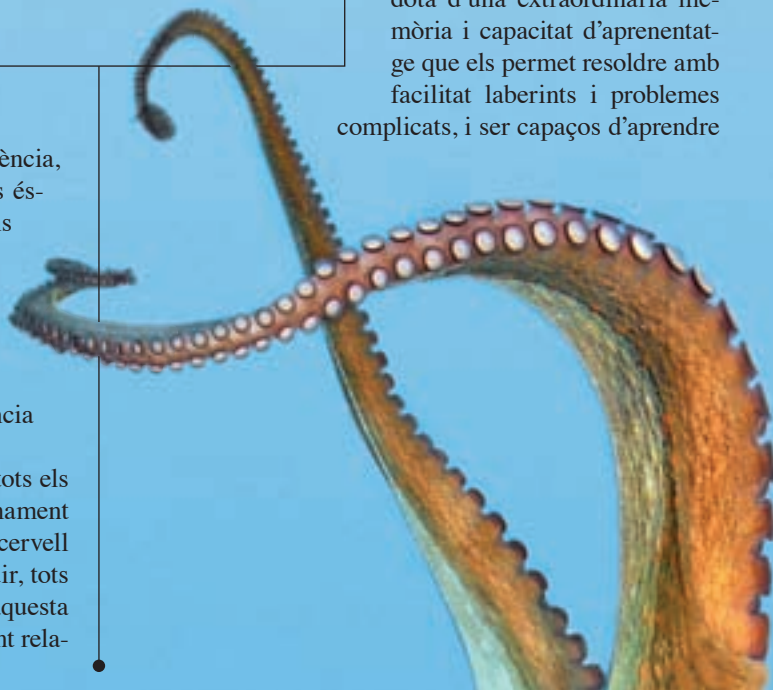 ència,
s és-
s
ncia
tots els
nament
cervell
ir, tots
aquesta
nt rela-
dota d'una extraordinària me-
mòria i capacitat d'aprenentat-
ge que els permet resoldre amb
facilitat laberints i problemes
complicats, i ser capaços d'aprendre